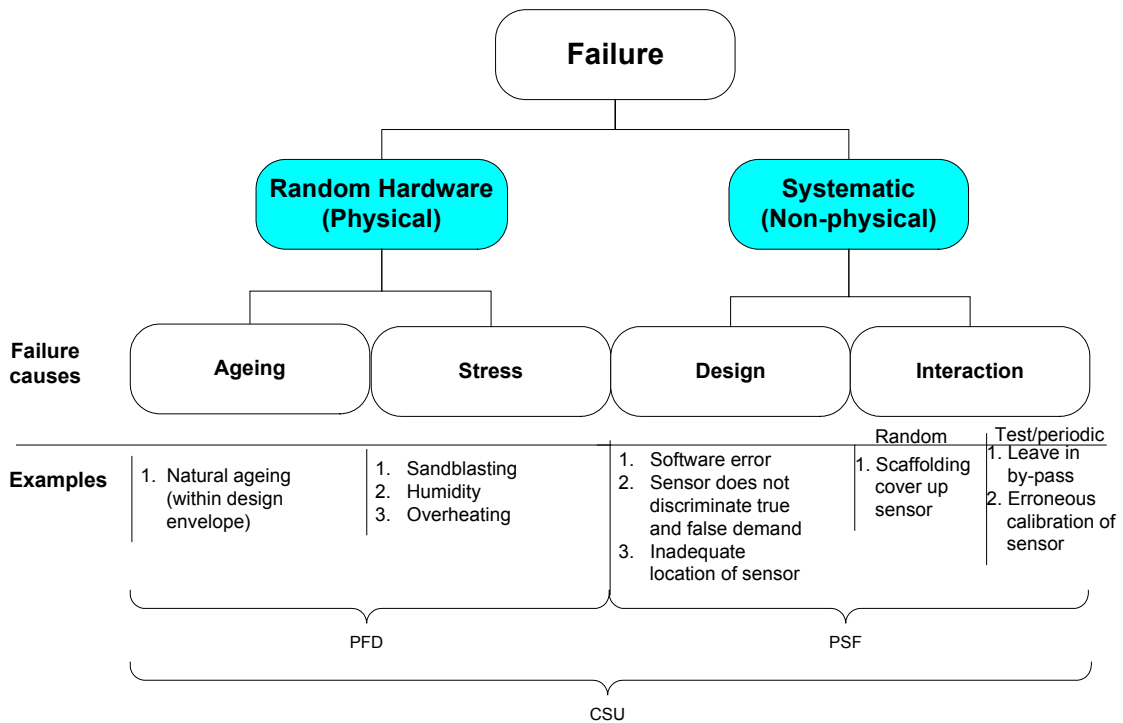 Failure
Random Hardware
(Physical)
Systematic
(Non-physical)
Failure
causes
Ageing
Stress
Design
Interaction
Examples
1. Natural ageing
(within design
envelope)
1. Sandblasting
2. Humidity
3. Overheating
1. Software error
2. Sensor does not
discriminate true
and false demand
3. Inadequate
location of sensor
Random
1. Scaffolding
cover up
sensor
Test/periodic
1. Leave in
by-pass
2. Erroneous
calibration of
sensor
PFD
PSF
CSU